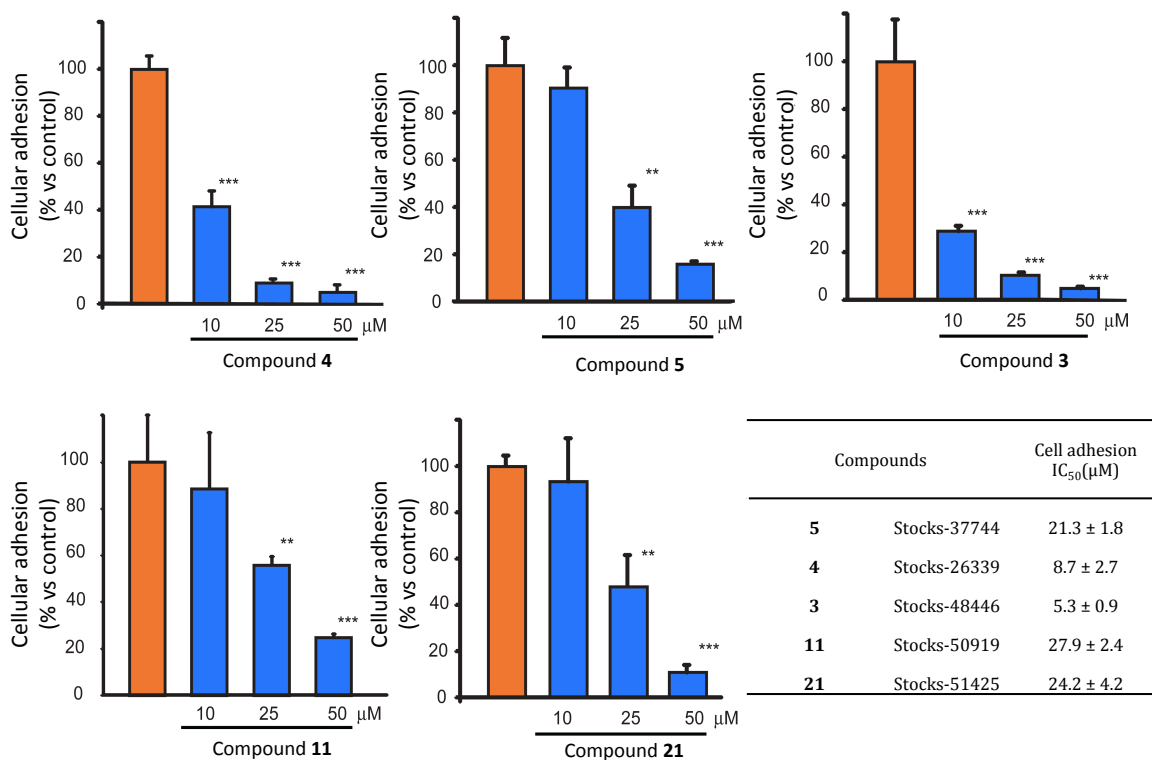 Cellular adhesion
(% vs control)
100
80
60
40
20
0
***
***
***
10 25 50 μM
Compound 4
Cellular adhesion
(% vs control)
100
80
60
40
20
0
**
***
10 25 50 μM
Compound 5
Cellular adhesion
(% vs control)
100
80
60
40
20
0
***
***
***
10 25 50 μM
Compound 3
Cellular adhesion
(% vs control)
100
80
60
40
20
0
**
***
10 25 50 μM
Compound 11
Cellular adhesion
(% vs control)
100
80
60
40
20
0
**
***
10 25 50 μM
Compound 21
Compounds Cell adhesion
IC50(μM)
5 Stocks-37744 21.3 ± 1.8
4 Stocks-26339 8.7 ± 2.7
3 Stocks-48446 5.3 ± 0.9
11 Stocks-50919 27.9 ± 2.4
21 Stocks-51425 24.2 ± 4.2